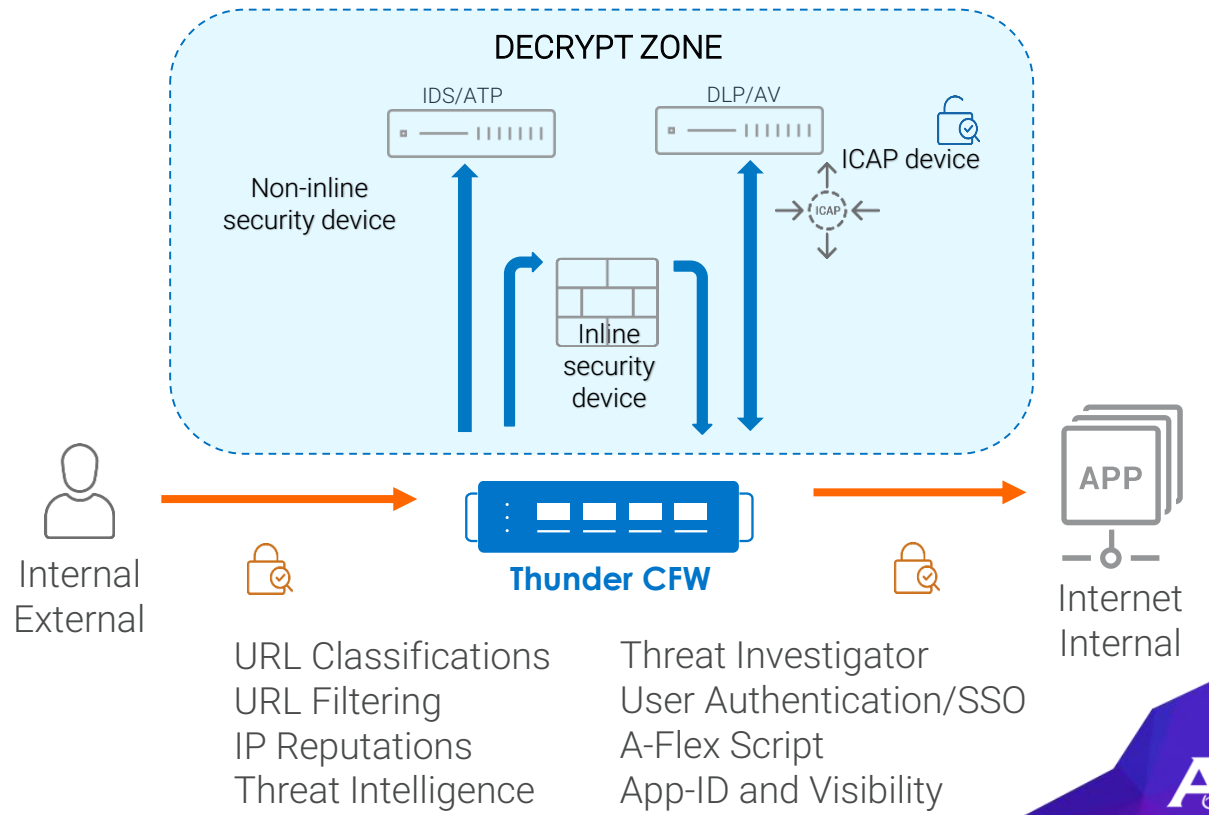 DECRYPT ZONE
IDS/ATP
DLP/AV
Non-inline
security device
ICAP device
ICAP
Inline
security
device
APP
Internal
External
Thunder CFW
Internet
Internal
URL Classifications
URL Filtering
IP Reputations
Threat Intelligence
Threat Investigator
User Authentication/SSO
A-Flex Script
App-ID and Visibility